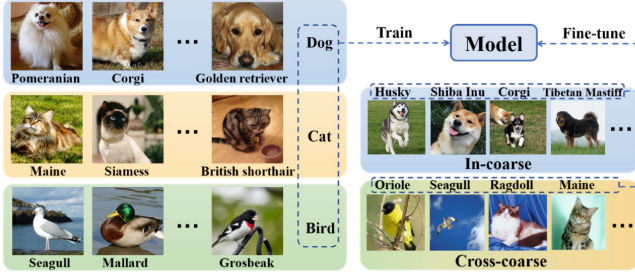 Pomeranian Corgi ... Golden retriever Dog
Maine Siamess ... British shorthair Cat
Seagull Mallard ... Grosbeak Bird
Train Model Fine-tune
Husky Shiba Inu Corgi Tibetan Mastiff ...
In-coarse
Oriole Seagull Ragdoll Maine ...
Cross-coarse